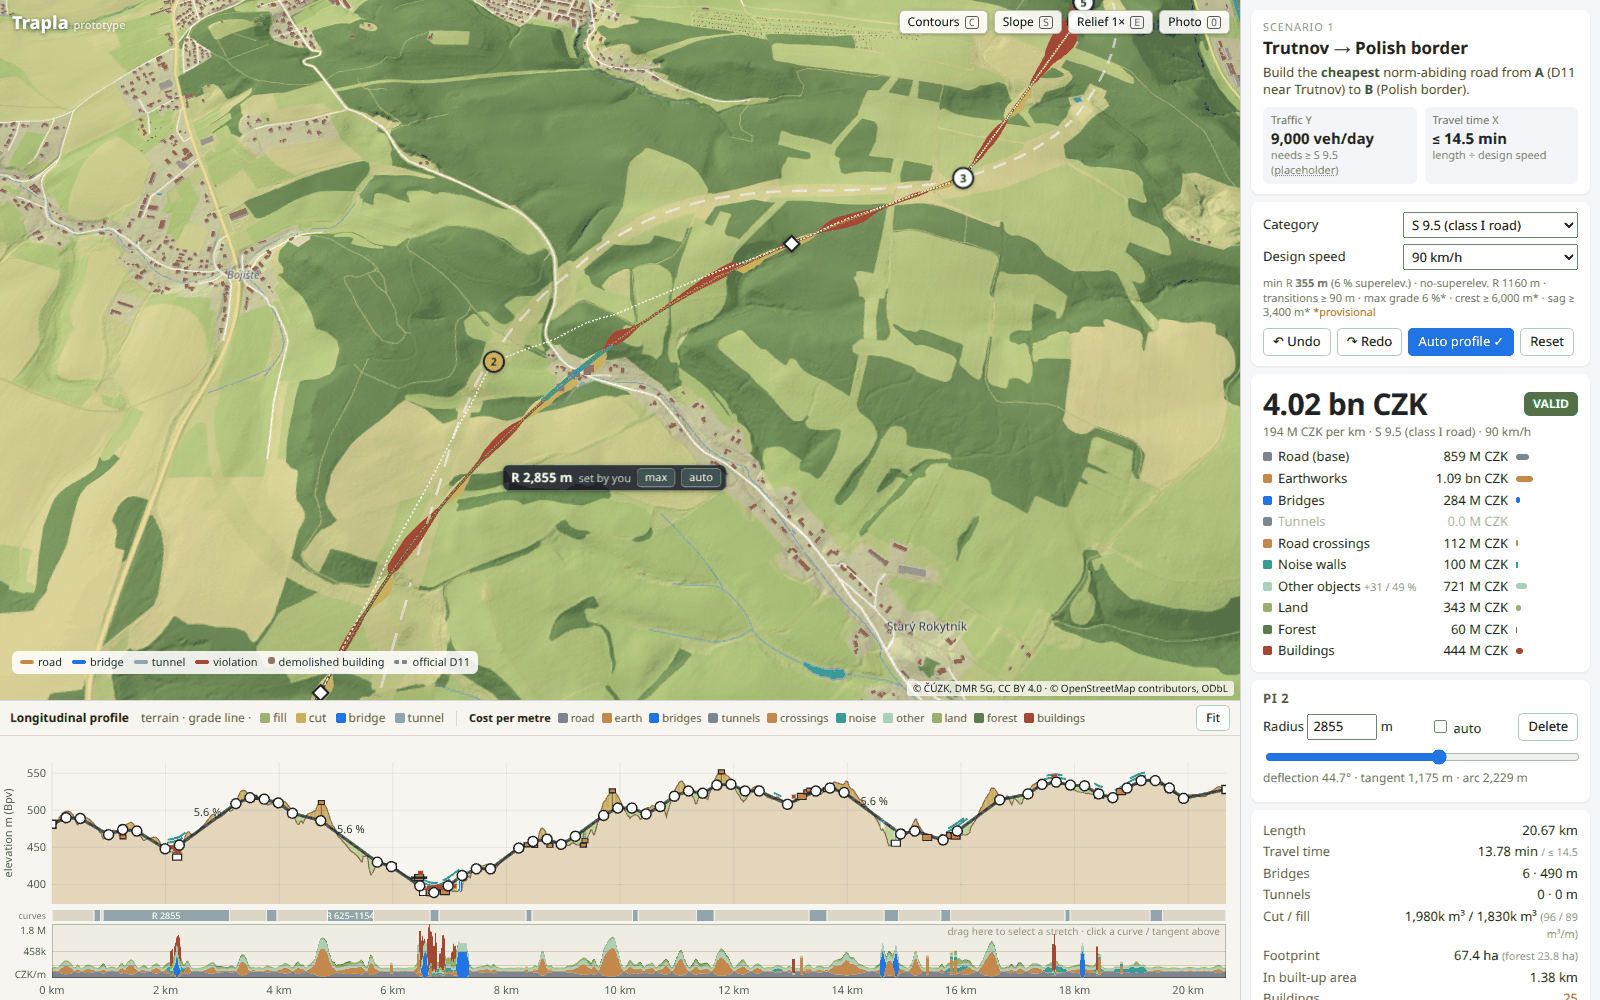 Trapla prototype
Contours C
Slope S
Relief 1× E
Photo 0
5
3
2
Bojiště
R 2,855 m set by you max auto
Starý Rokytník
road bridge tunnel violation demolished building official D11
© ČÚZK, DMR 5G, CC BY 4.0 · © OpenStreetMap contributors, ODbL
Longitudinal profile terrain · grade line · fill cut bridge tunnel Cost per metre road earth bridges tunnels crossings noise other land forest buildings Fit
elevation m (Bpv)
550
500
450
400
5.6 %
5.6 %
5.6 %
curves R 2855 R 625–1154
1.8 M
458k
CZK/m
drag here to select a stretch · click a curve / tangent above
0 km 2 km 4 km 6 km 8 km 10 km 12 km 14 km 16 km 18 km 20 km
SCENARIO 1
Trutnov → Polish border
Build the cheapest norm-abiding road from A (D11
near Trutnov) to B (Polish border).
Traffic Y
9,000 veh/day
needs ≥ S 9.5
(placeholder)
Travel time X
≤ 14.5 min
length ÷ design speed
Category S 9.5 (class I road)
Design speed 90 km/h
min R 355 m (6 % superelev.) · no-superelev. R 1160 m ·
transitions ≥ 90 m · max grade 6 %* · crest ≥ 6,000 m* · sag ≥
3,400 m* *provisional
↶ Undo ↷ Redo Auto profile ✓ Reset
4.02 bn CZK VALID
194 M CZK per km · S 9.5 (class I road) · 90 km/h
Road (base) 859 M CZK
Earthworks 1.09 bn CZK
Bridges 284 M CZK
Tunnels 0.0 M CZK
Road crossings 112 M CZK
Noise walls 100 M CZK
Other objects +31 / 49 % 721 M CZK
Land 343 M CZK
Forest 60 M CZK
Buildings 444 M CZK
PI 2
Radius 2855 m auto Delete
deflection 44.7° · tangent 1,175 m · arc 2,229 m
Length 20.67 km
Travel time 13.78 min / ≤ 14.5
Bridges 6 · 490 m
Tunnels 0 · 0 m
Cut / fill 1,980k m³ / 1,830k m³ (96 / 89
m³/m)
Footprint 67.4 ha (forest 23.8 ha)
In built-up area 1.38 km
Buildings 25